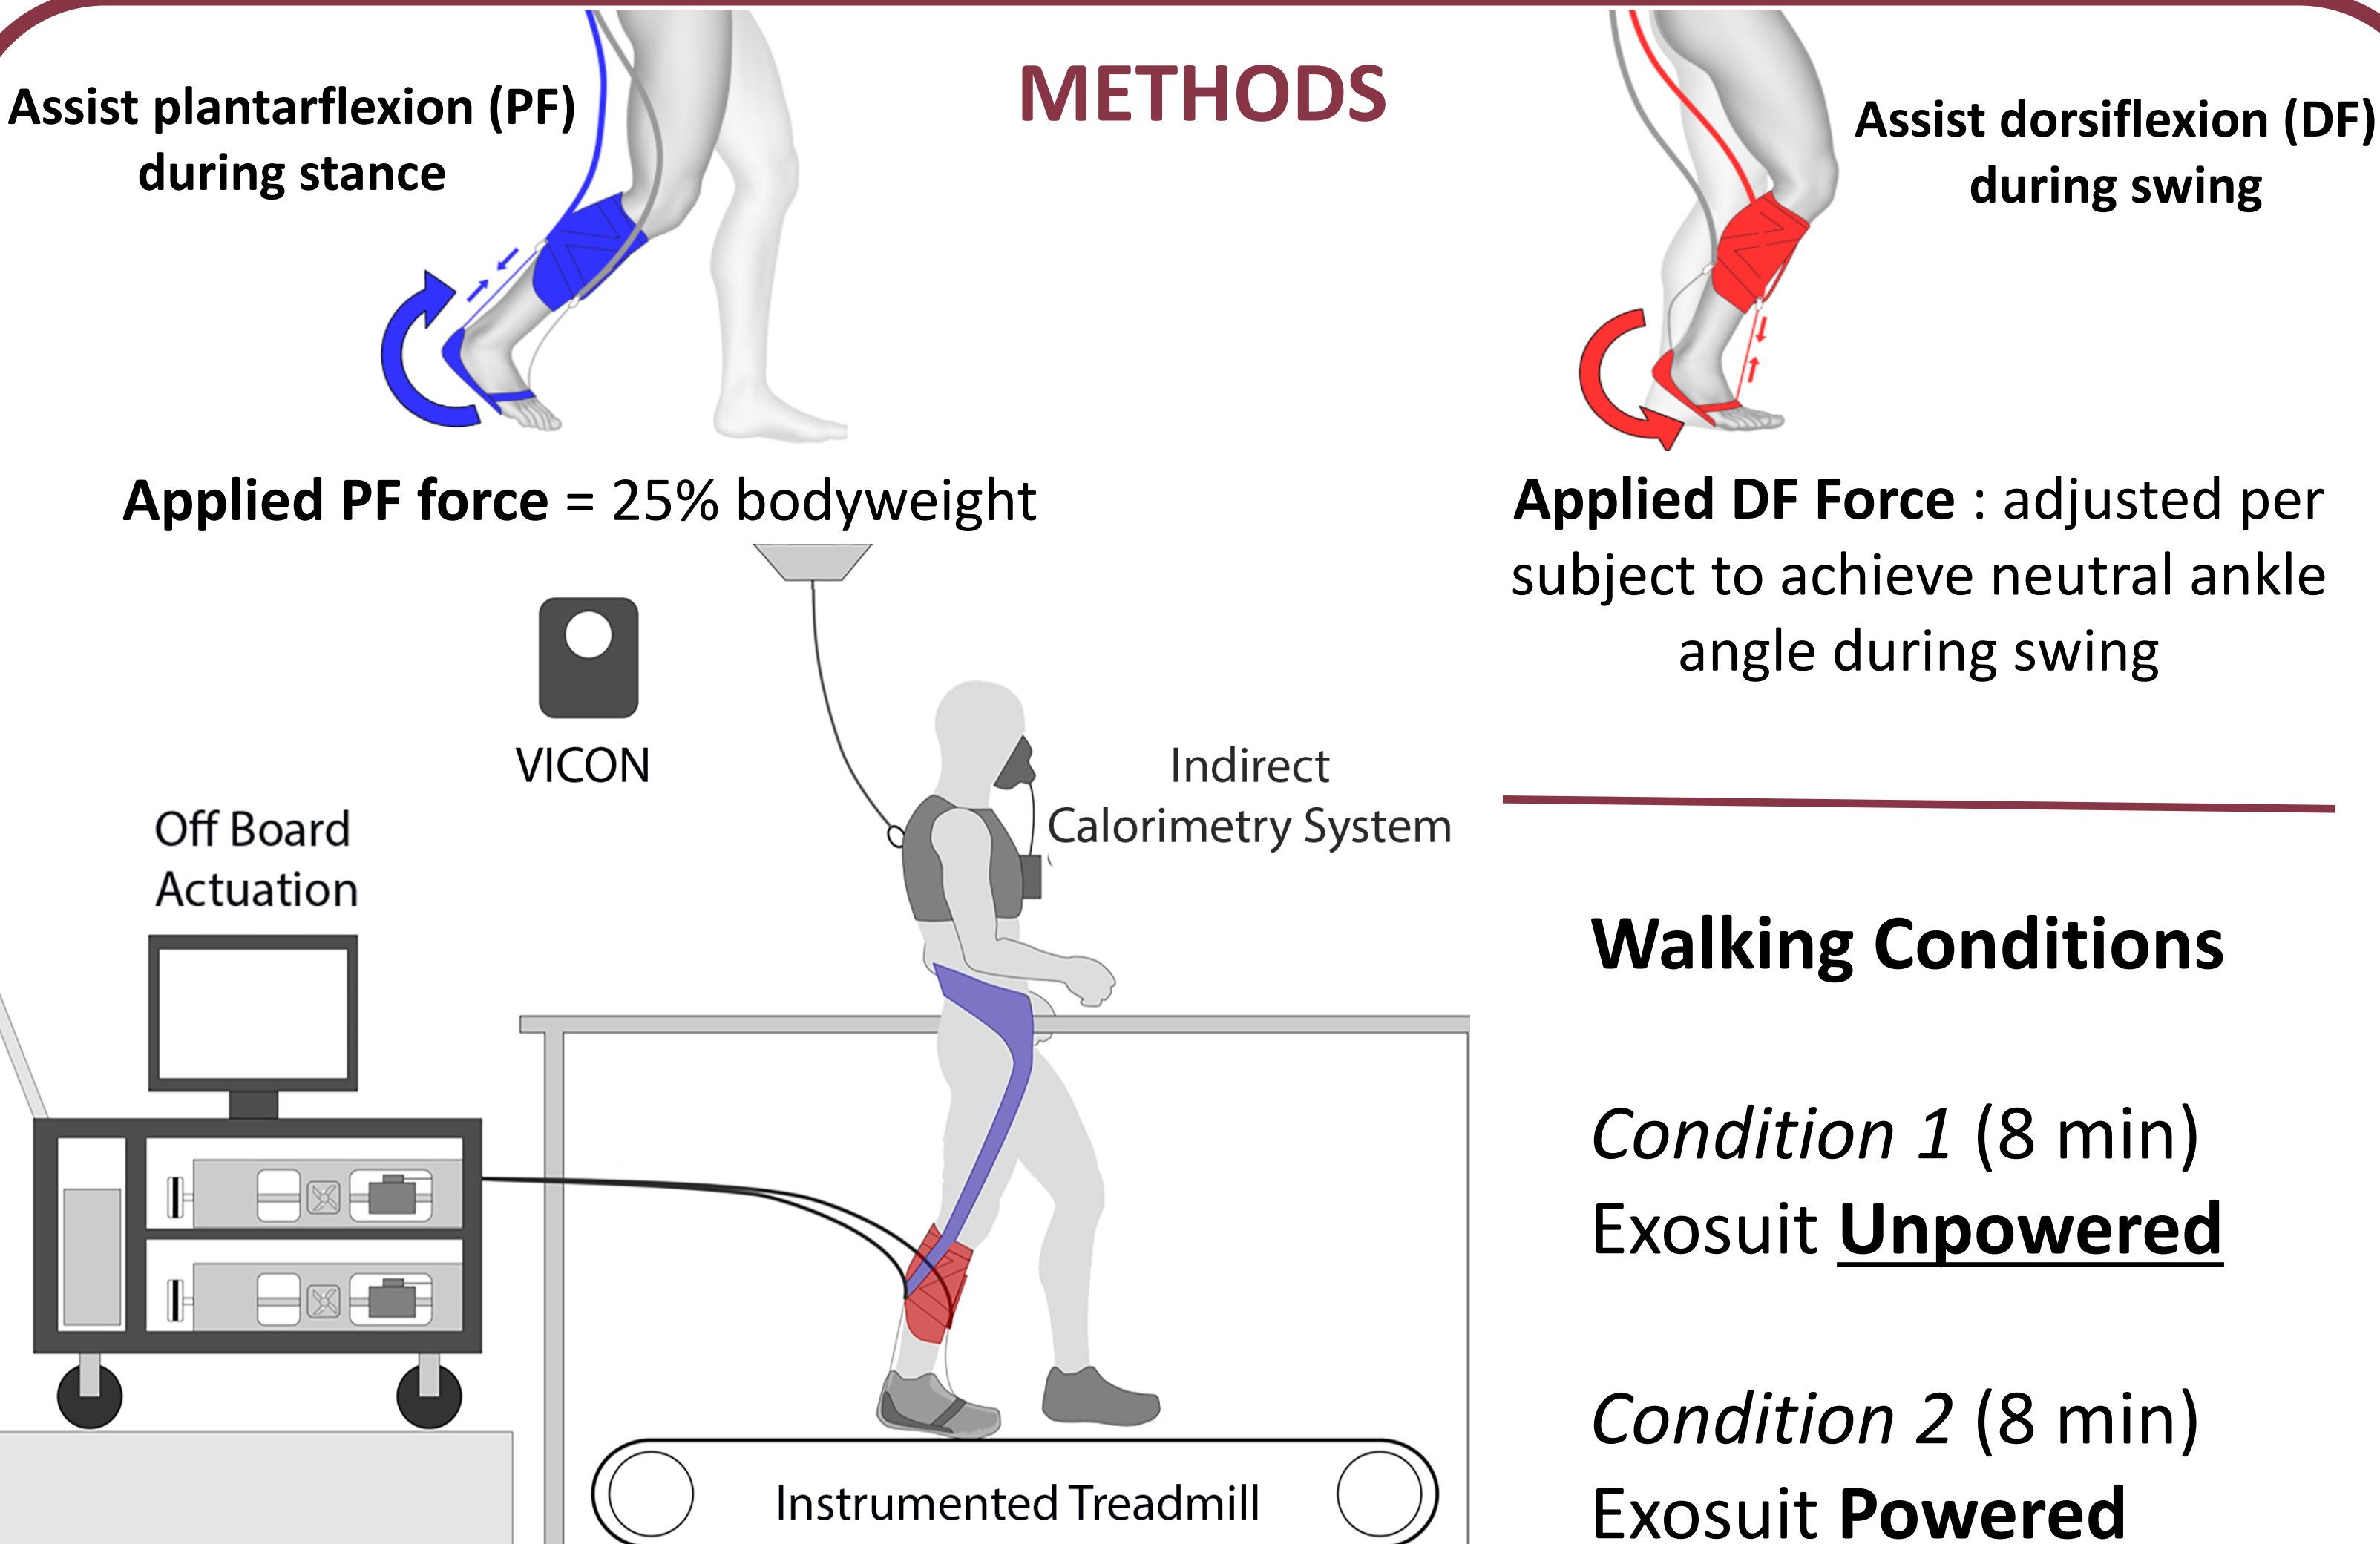 METHODS
Assist plantarflexion (PF)
during stance
Assist dorsiflexion (DF)
during swing
Applied PF force = 25% bodyweight
Applied DF Force : adjusted per
subject to achieve neutral ankle
angle during swing
VICON
Indirect
Calorimetry System
Off Board
Actuation
Instrumented Treadmill
Walking Conditions
Condition 1 (8 min)
Exosuit Unpowered
Condition 2 (8 min)
Exosuit Powered